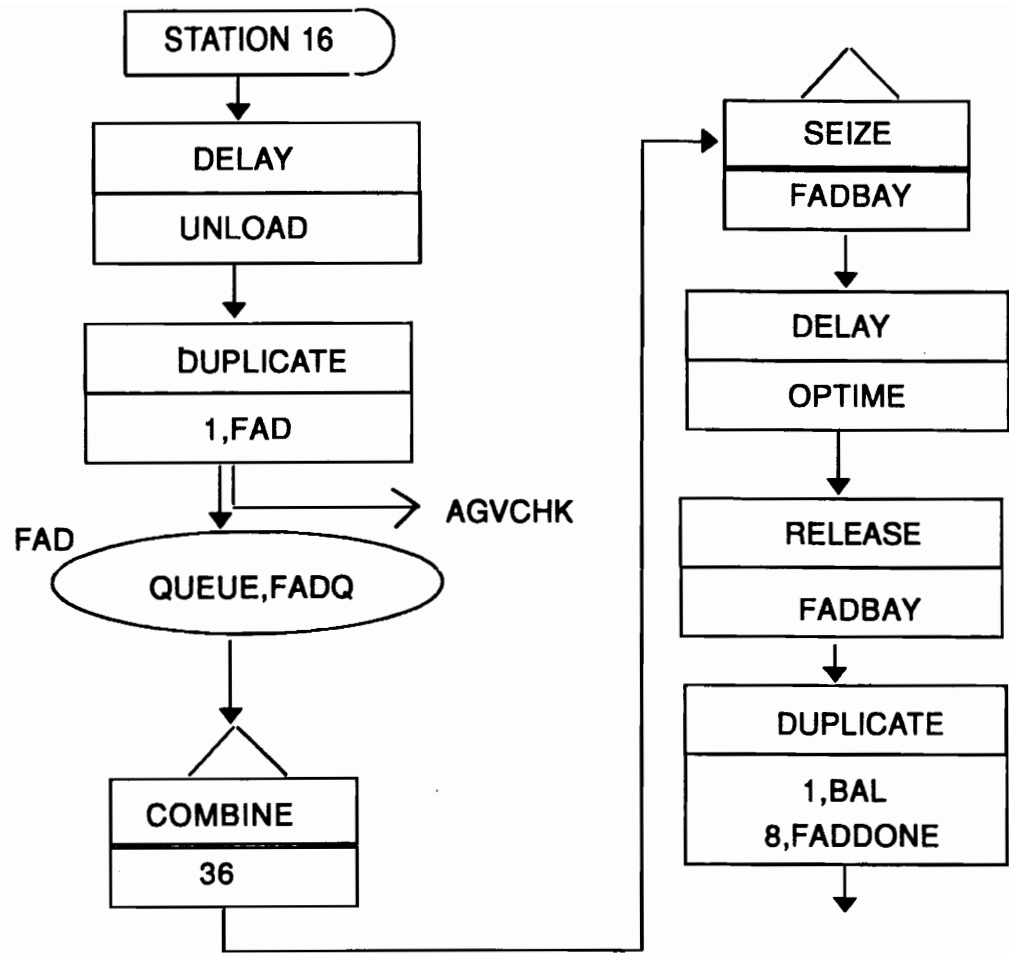 STATION 16
DELAY
UNLOAD
DUPLICATE
1,FAD
AGVCHK
FAD
QUEUE,FADQ
COMBINE
36
SEIZE
FADBAY
DELAY
OPTIME
RELEASE
FADBAY
DUPLICATE
1,BAL
8,FADDONE